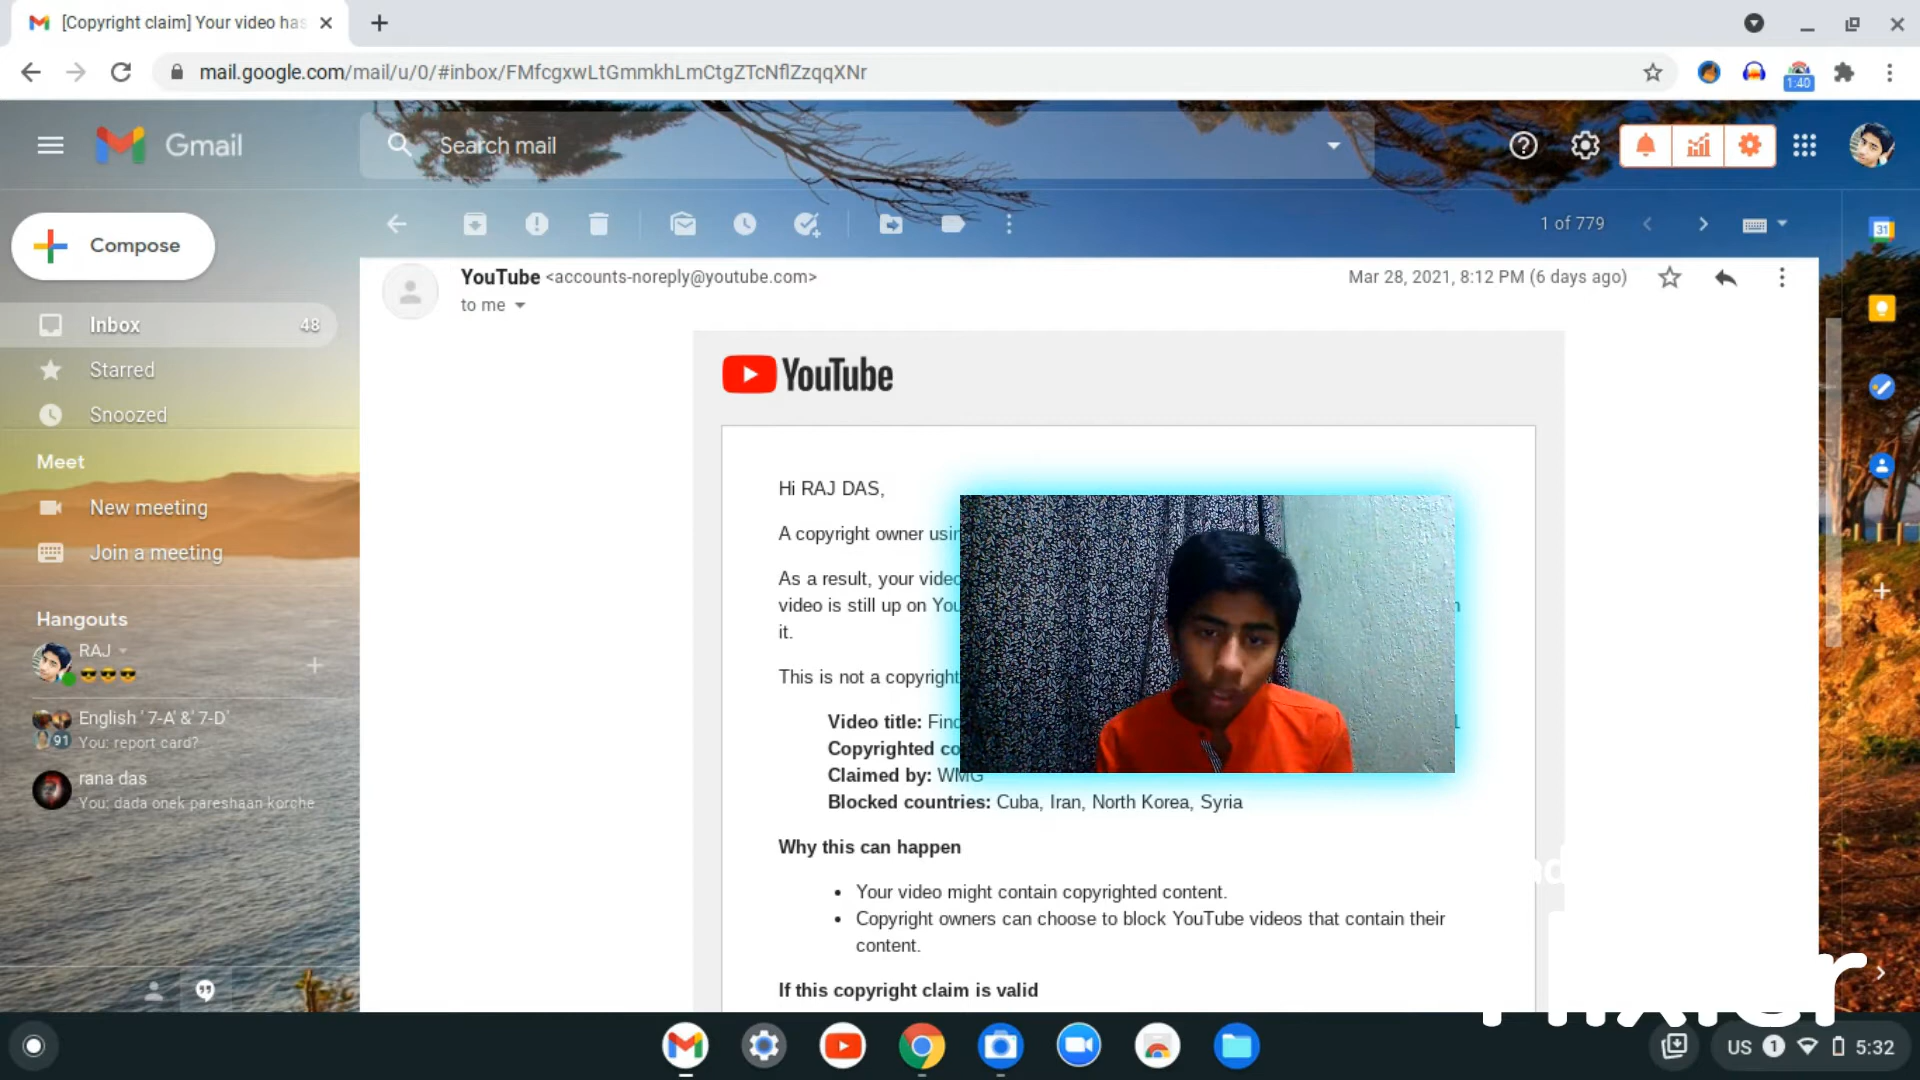 [Copyright claim] Your video has
mail.google.com/mail/u/0/#inbox/FMfcgxwLtGmmkhLmCtgZTcNflZzqqXNr
1:40
Gmail
Search mail
Compose
1 of 779
31
YouTube <accounts-noreply@youtube.com>
Mar 28, 2021, 8:12 PM (6 days ago)
to me
Inbox 48
Starred
Snoozed
Meet
New meeting
Join a meeting
Hangouts
RAJ
English ' 7-A' &' 7-D'
91 You: report card?
rana das
You: dada onek pareshaan korche
YouTube
Hi RAJ DAS,
A copyright owner
As a result, your video
video is still up on
it.
This is not a copyright
Video title:
Copyrighted
Claimed by: WMG
Blocked countries: Cuba, Iran, North Korea, Syria
Why this can happen
• Your video might contain copyrighted content.
• Copyright owners can choose to block YouTube videos that contain their
content.
If this copyright claim is valid
US 1 5:32